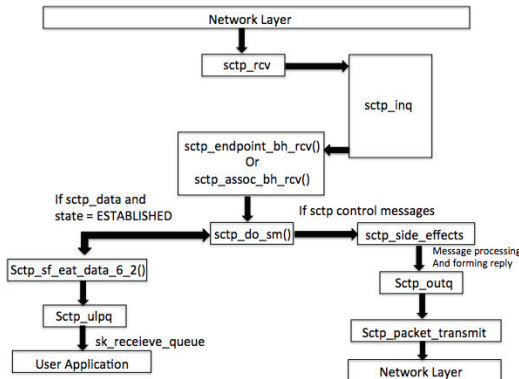 Network Layer
sctp_rcv
sctp_inq
sctp_endpoint_bh_rcv()
Or
sctp_assoc_bh_rcv()
If sctp_data and
state = ESTABLISHED
If sctp control messages
sctp_do_sm()
sctp_side_effects
Message processing
And forming reply
Sctp_sf_eat_data_6_2()
Sctp_outq
Sctp_ulpq
Sctp_packet_transmit
sk_receieve_queue
User Application
Network Layer